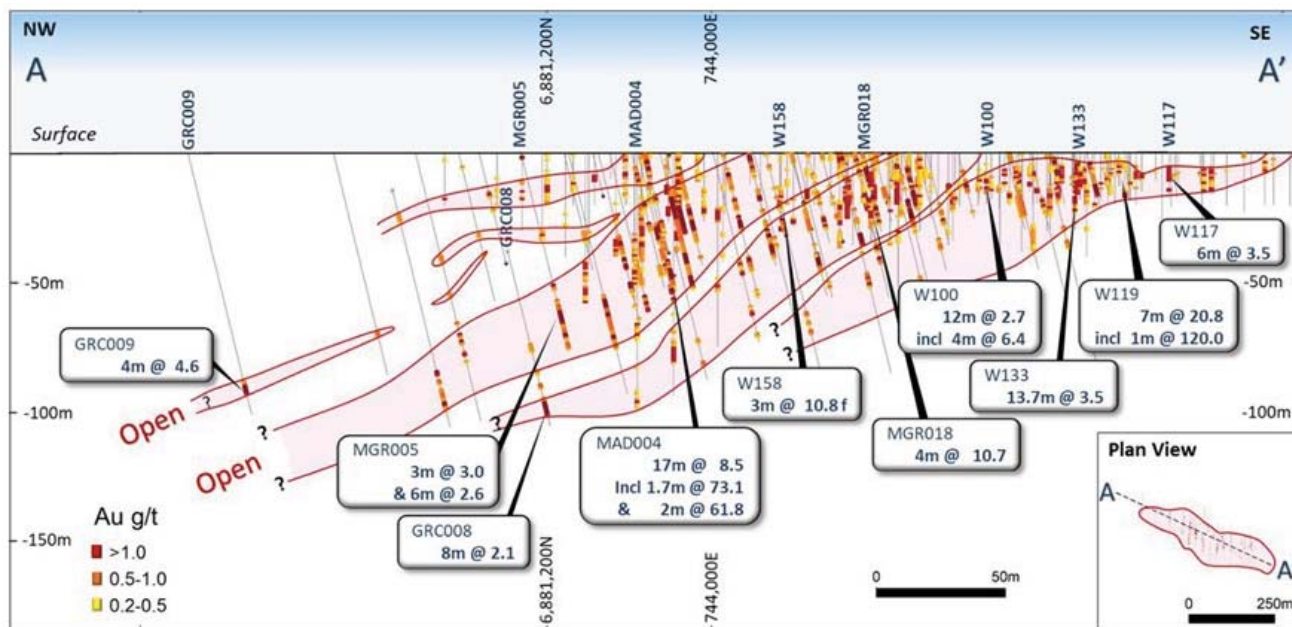 NW
SE
A
A'
6,881,200N
744,000E
Surface
GRC009
MGR005
MAD004
W158
MGR018
W100
W133
W117
GRC008
-50m
-50m
-100m
-100m
-150m
W117
6m @ 3.5
W100
12m @ 2.7
incl 4m @ 6.4
W119
7m @ 20.8
incl 1m @ 120.0
GRC009
4m @ 4.6
W158
3m @ 10.8 f
W133
13.7m @ 3.5
MGR018
4m @ 10.7
MGR005
3m @ 3.0
& 6m @ 2.6
MAD004
17m @ 8.5
Incl 1.7m @ 73.1
& 2m @ 61.8
GRC008
8m @ 2.1
?
Open
?
Open
?
?
?
?
Au g/t
>1.0
0.5-1.0
0.2-0.5
6,881,200N
744,000E
0 50m
Plan View
A
A'
0 250m